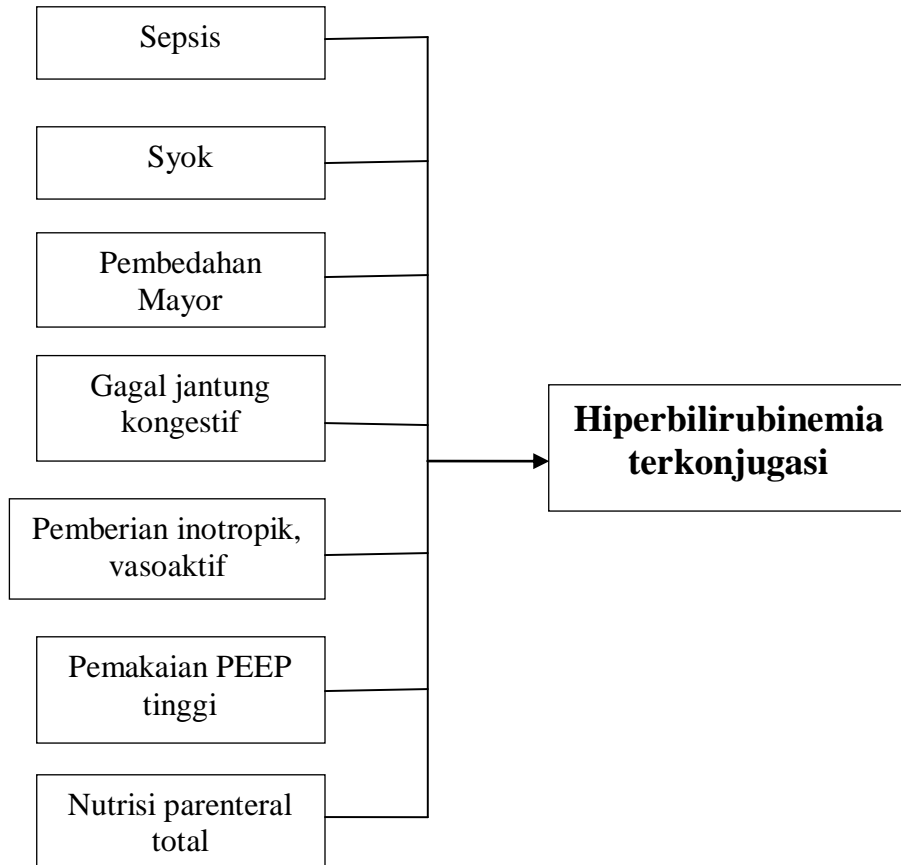 Sepsis
Syok
Pembedahan
Mayor
Gagal jantung
kongestif
Pemberian inotropik,
vasoaktif
Pemakaian PEEP
tinggi
Nutrisi parenteral
total
Hiperbilirubinemia
terkonjugasi